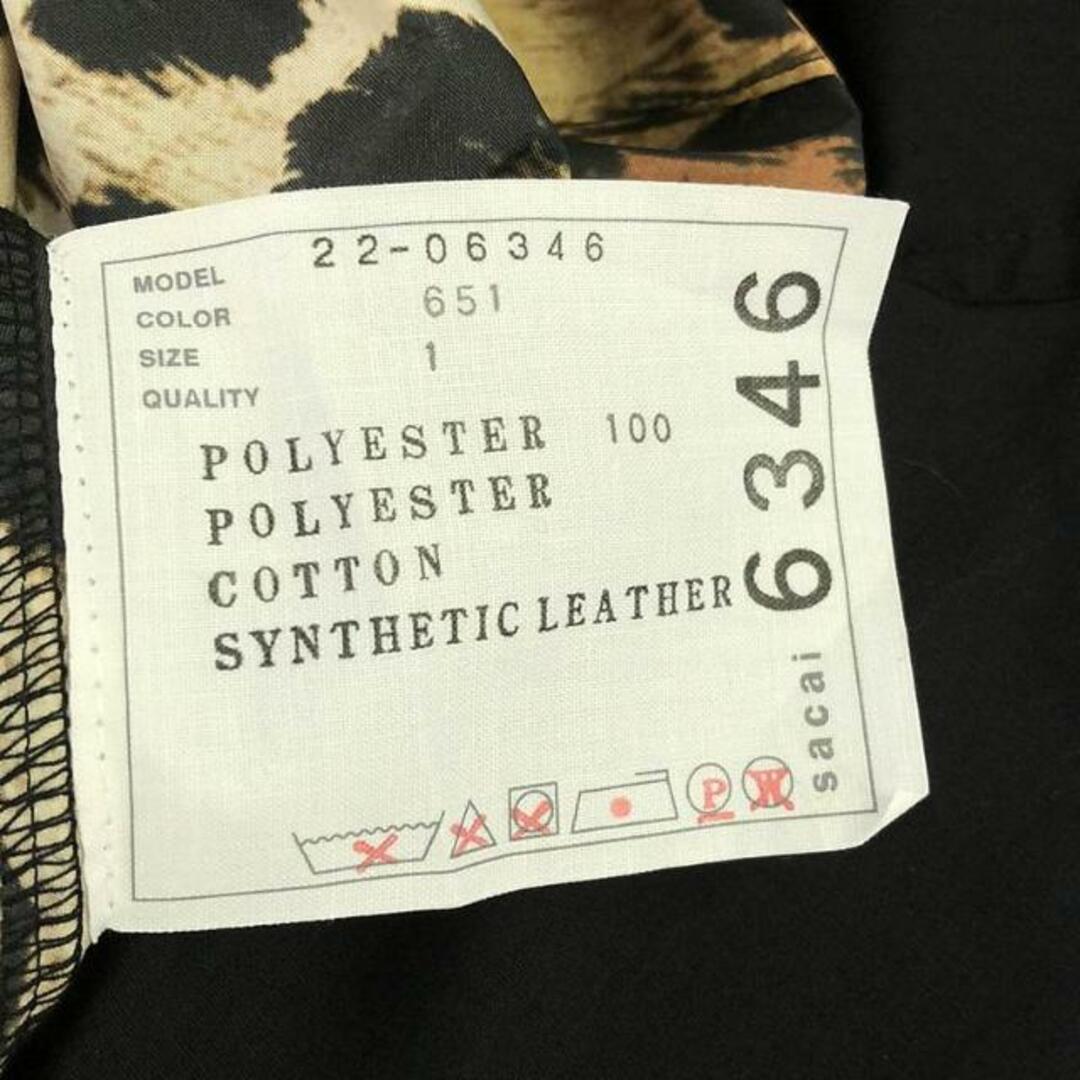 MODEL 22-06346
COLOR 651
SIZE 1
QUALITY
POLYESTER 100
POLYESTER
COTTON
SYNTHETIC LEATHER
P W
sacai 6346